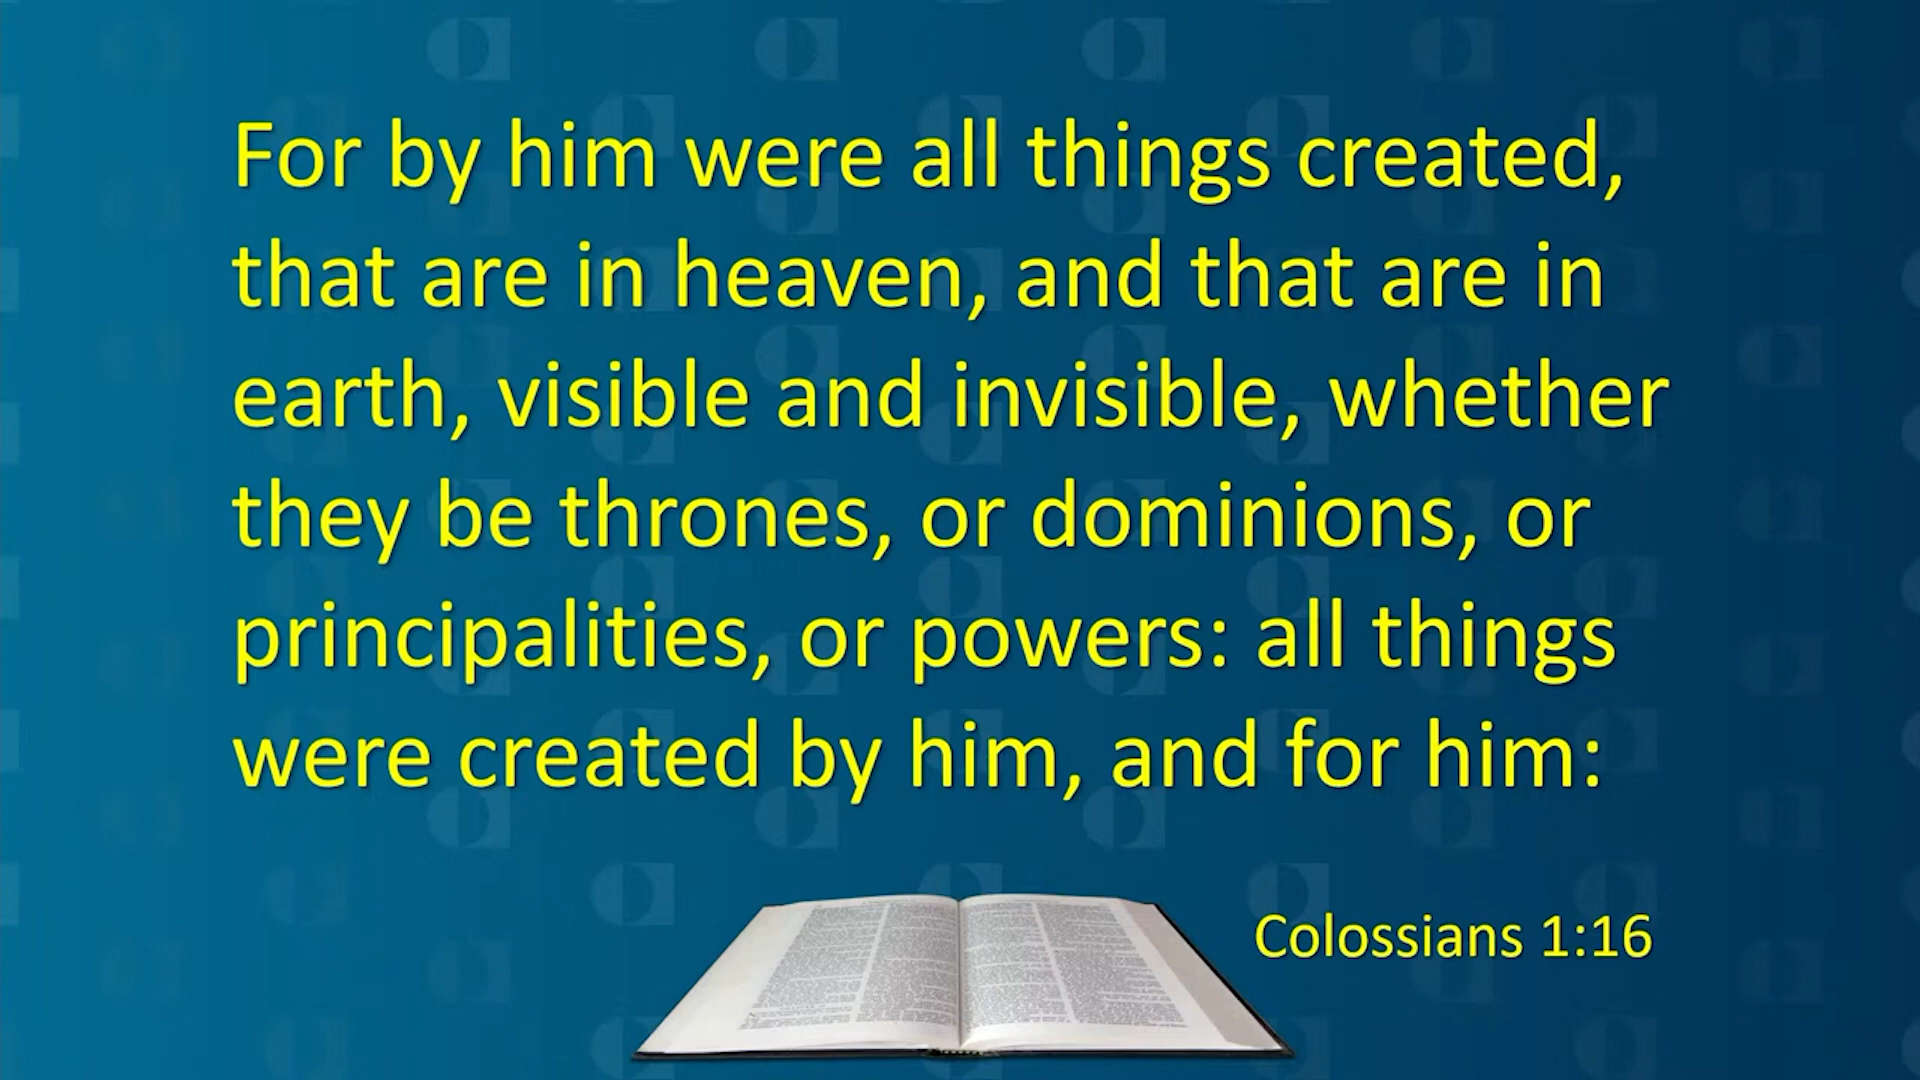 For by him were all things created,
that are in heaven, and that are in
earth, visible and invisible, whether
they be thrones, or dominions, or
principalities, or powers: all things
were created by him, and for him:
Colossians 1:16